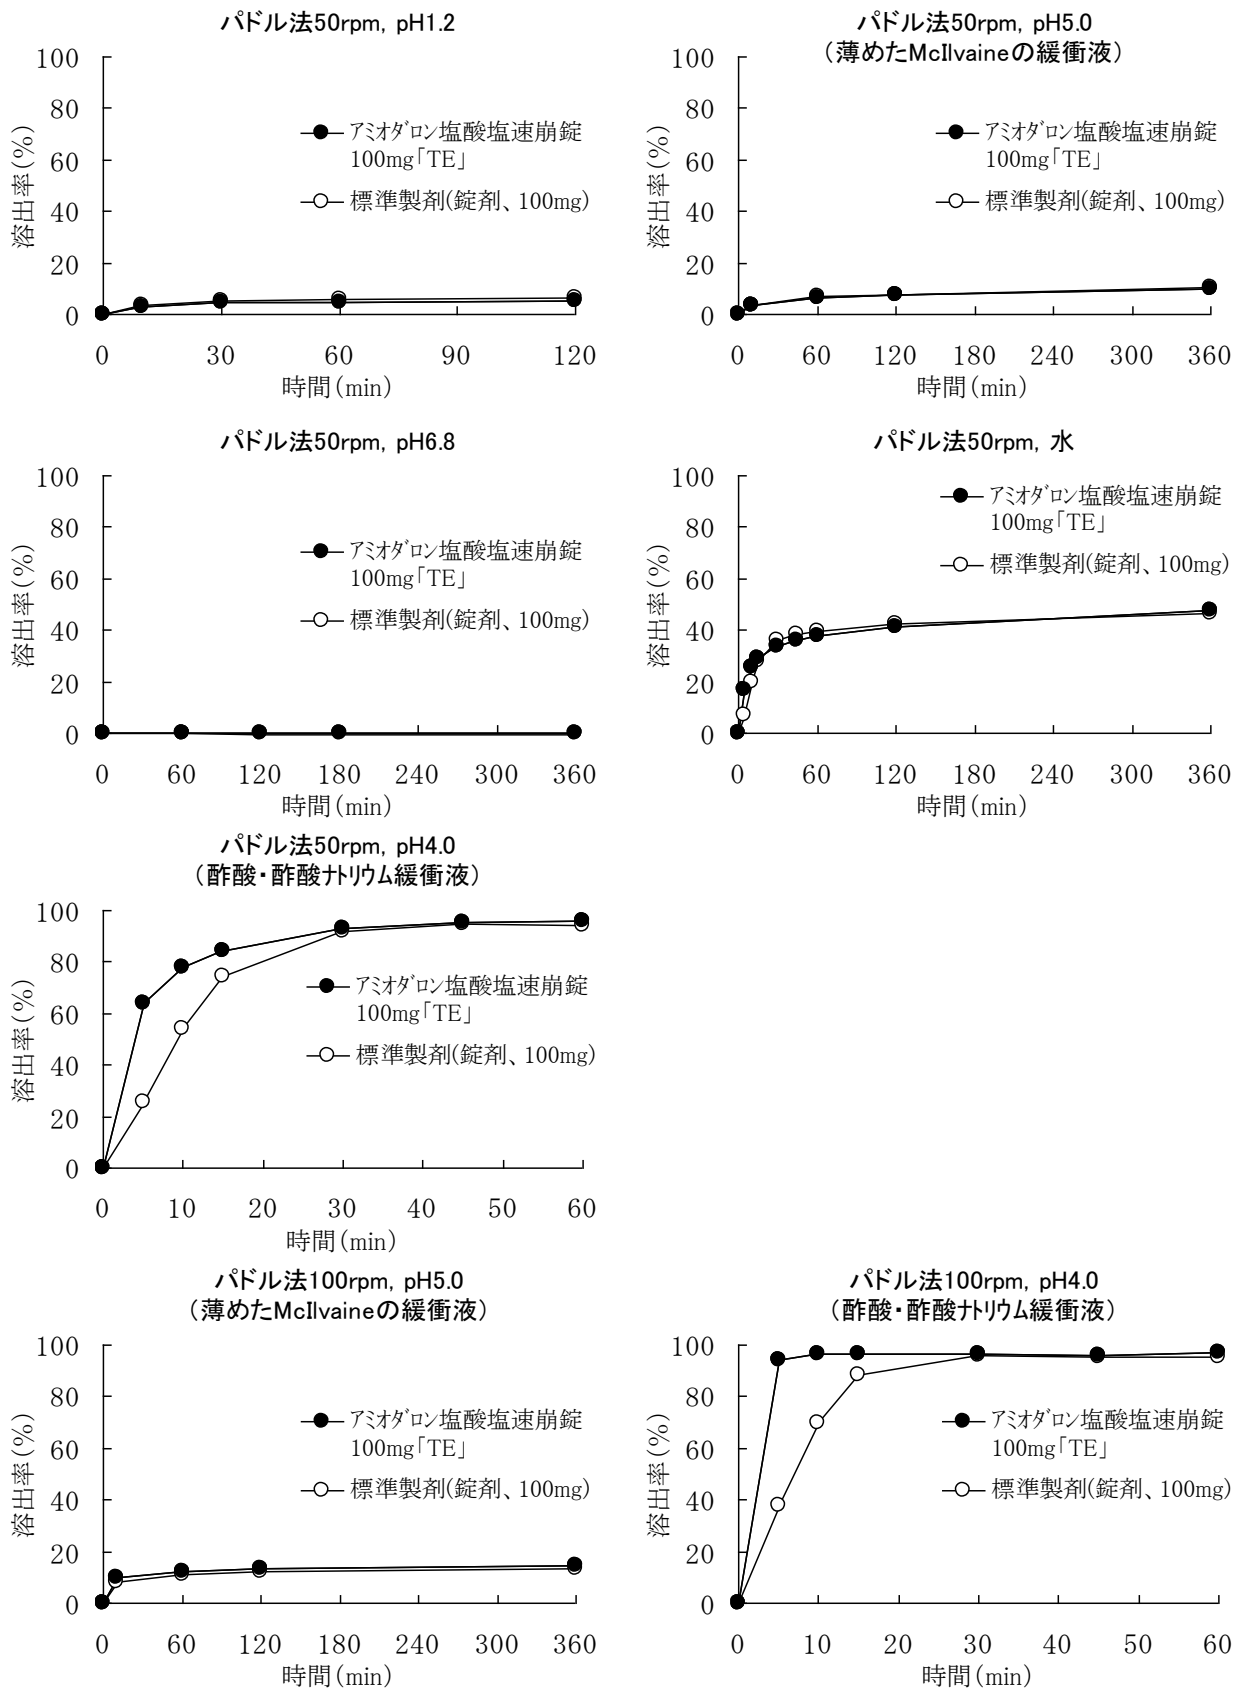 パドル法50rpm, pH1.2
100
80
60
40
20
0
溶出率(%)
アミオダロン塩酸塩速崩錠
100mg「TE」
標準製剤(錠剤、100mg)
0 30 60 90 120
時間(min)
パドル法50rpm, pH5.0
(薄めたMcIlvaineの緩衝液)
100
80
60
40
20
0
溶出率(%)
アミオダロン塩酸塩速崩錠
100mg「TE」
標準製剤(錠剤、100mg)
0 60 120 180 240 300 360
時間(min)
パドル法50rpm, pH6.8
100
80
60
40
20
0
溶出率(%)
アミオダロン塩酸塩速崩錠
100mg「TE」
標準製剤(錠剤、100mg)
0 60 120 180 240 300 360
時間(min)
パドル法50rpm, 水
100
80
60
40
20
0
溶出率(%)
アミオダロン塩酸塩速崩錠
100mg「TE」
標準製剤(錠剤、100mg)
0 60 120 180 240 300 360
時間(min)
パドル法50rpm, pH4.0
(酢酸・酢酸ナトリウム緩衝液)
100
80
60
40
20
0
溶出率(%)
アミオダロン塩酸塩速崩錠
100mg「TE」
標準製剤(錠剤、100mg)
0 10 20 30 40 50 60
時間(min)
パドル法100rpm, pH5.0
(薄めたMcIlvaineの緩衝液)
100
80
60
40
20
0
溶出率(%)
アミオダロン塩酸塩速崩錠
100mg「TE」
標準製剤(錠剤、100mg)
0 60 120 180 240 300 360
時間(min)
パドル法100rpm, pH4.0
(酢酸・酢酸ナトリウム緩衝液)
100
80
60
40
20
0
溶出率(%)
アミオダロン塩酸塩速崩錠
100mg「TE」
標準製剤(錠剤、100mg)
0 10 20 30 40 50 60
時間(min)